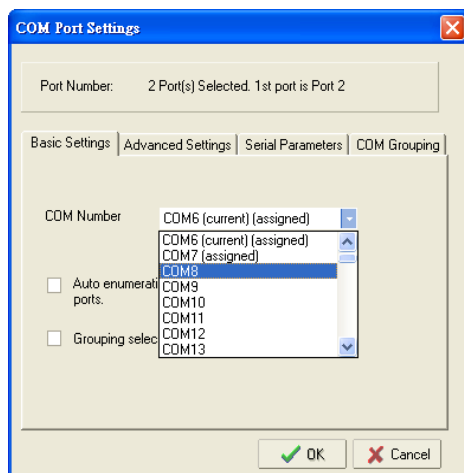 COM Port Settings
Port Number: 2 Port(s) Selected. 1st port is Port 2
Basic Settings Advanced Settings Serial Parameters COM Grouping
COM Number COM6 (current) (assigned)
COM6 (current) (assigned)
COM7 (assigned)
COM8
Auto enumerati
COM9
ports.
COM10
COM11
Grouping selec
COM12
COM13
OK Cancel